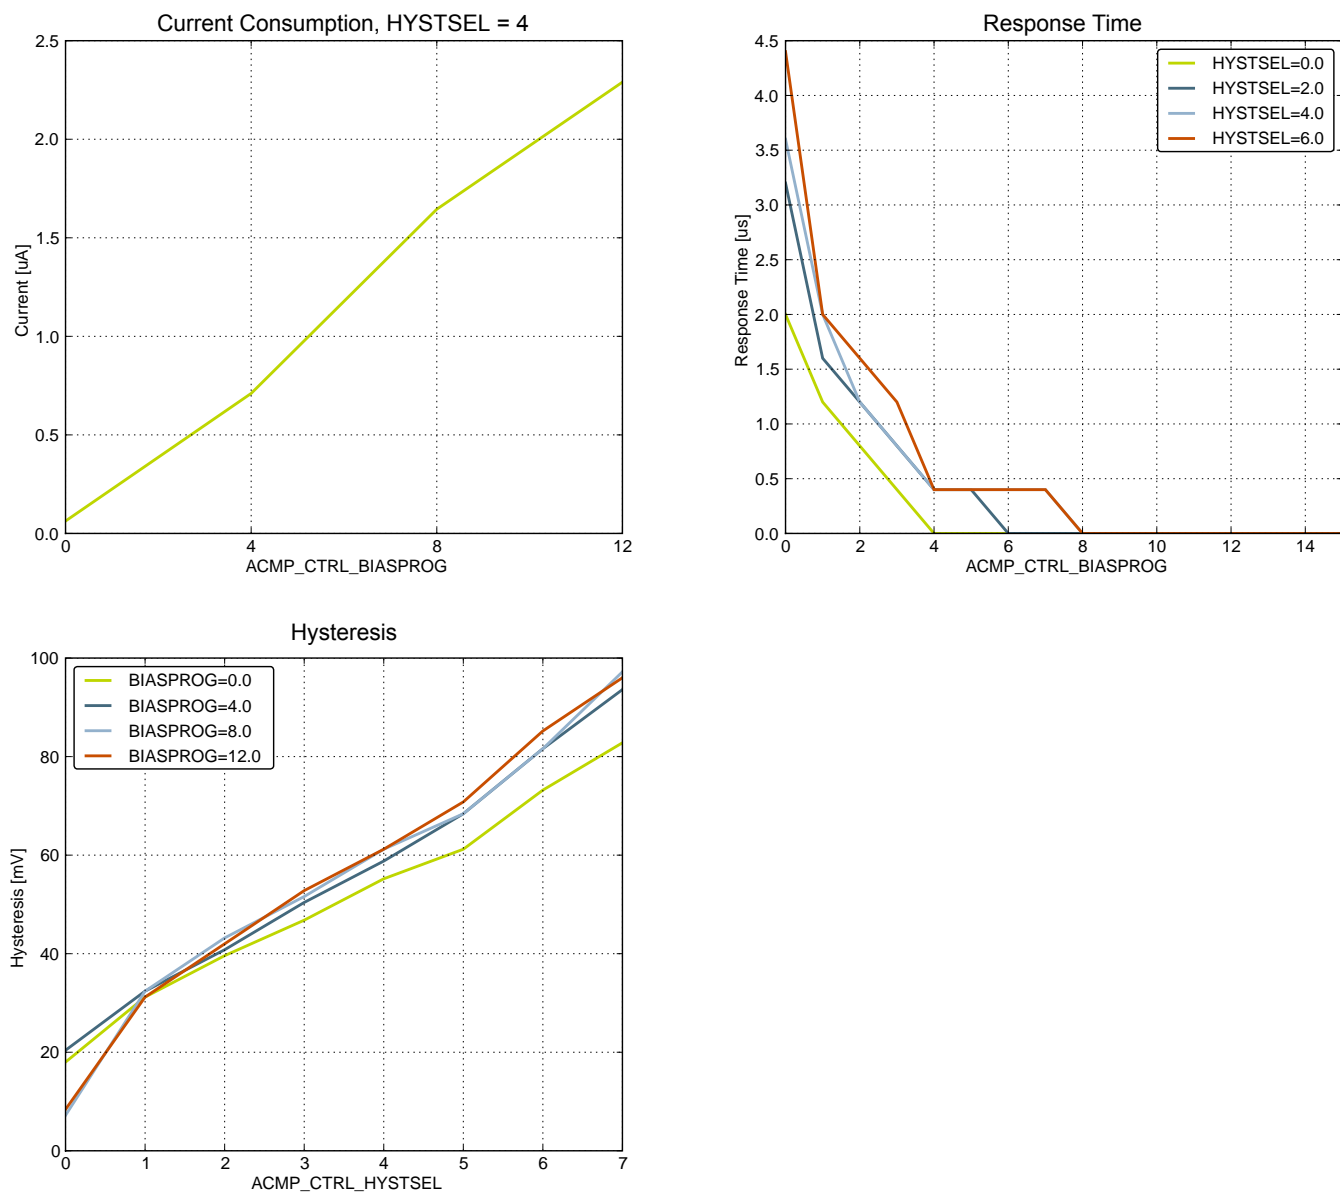 Current Consumption, HYSTSEL = 4
2.5
2.0
1.5
1.0
0.5
0.0
Current [uA]
0 4 8 12
ACMP_CTRL_BIASPROG
Response Time
4.5
4.0
3.5
3.0
2.5
2.0
1.5
1.0
0.5
0.0
Response Time [us]
HYSTSEL=0.0
HYSTSEL=2.0
HYSTSEL=4.0
HYSTSEL=6.0
0 2 4 6 8 10 12 14
ACMP_CTRL_BIASPROG
Hysteresis
100
80
60
40
20
0
Hysteresis [mV]
BIASPROG=0.0
BIASPROG=4.0
BIASPROG=8.0
BIASPROG=12.0
0 1 2 3 4 5 6 7
ACMP_CTRL_HYSTSEL